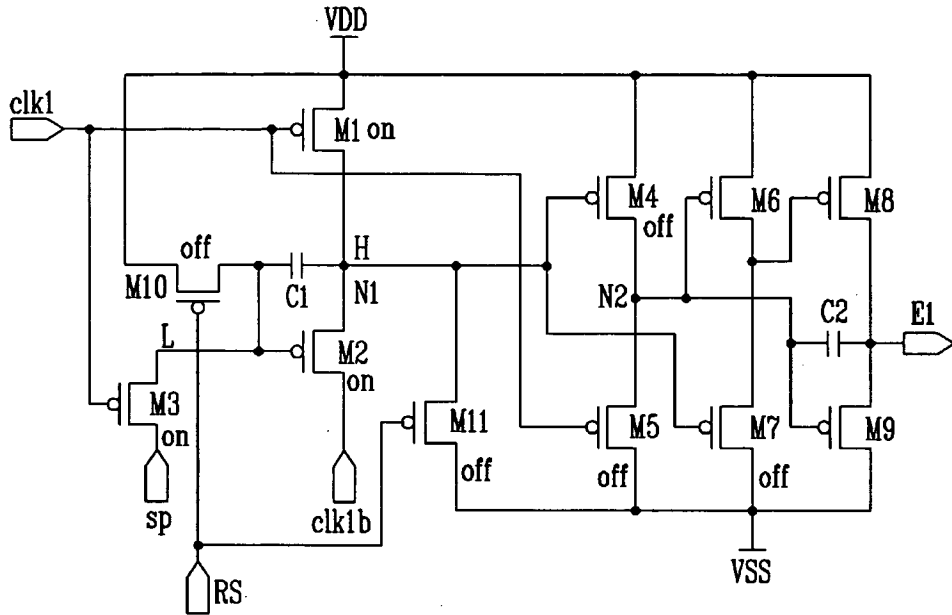 VDD
clk1
M1 on
M4
off
M6
M8
off
H
M10
C1
N1
N2
C2
E1
L
M2
on
M3
on
M11
off
M5
off
M7
off
M9
sp
clk1b
RS
VSS